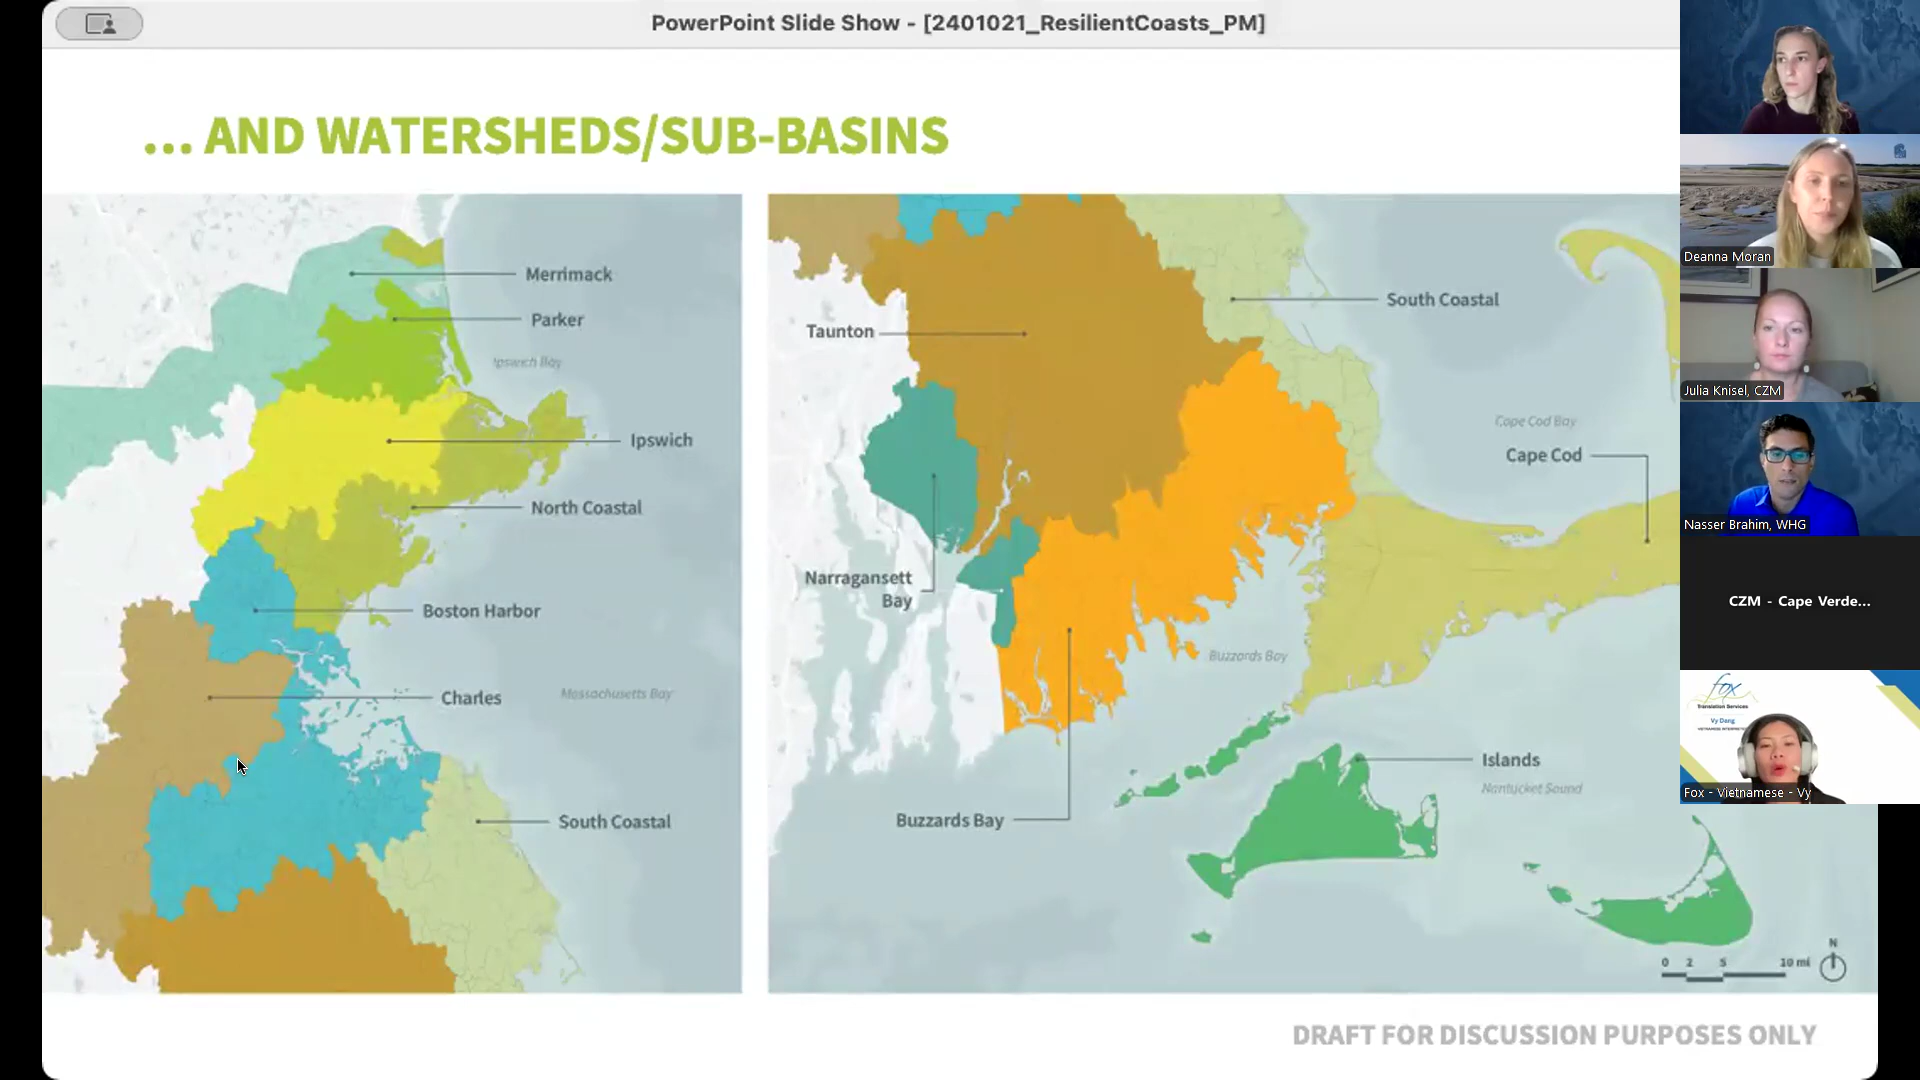 PowerPoint Slide Show - [2401021_ResilientCoasts_PM]
... AND WATERSHEDS/SUB-BASINS
Merrimack
Parker
Ipswich Bay
Ipswich
North Coastal
Boston Harbor
Charles
Massachusetts Bay
South Coastal
South Coastal
Taunton
Cape Cod Bay
Cape Cod
Narragansett
Bay
Buzzards Bay
Islands
Nantucket Sound
Buzzards Bay
N
0 2 5 10 mi
DRAFT FOR DISCUSSION PURPOSES ONLY
Deanna Moran
Julia Knisel, CZM
Nasser Brahim, WHG
CZM - Cape Verde...
fox
Translation Services
Vy Dang
Fox - Vietnamese - Vy